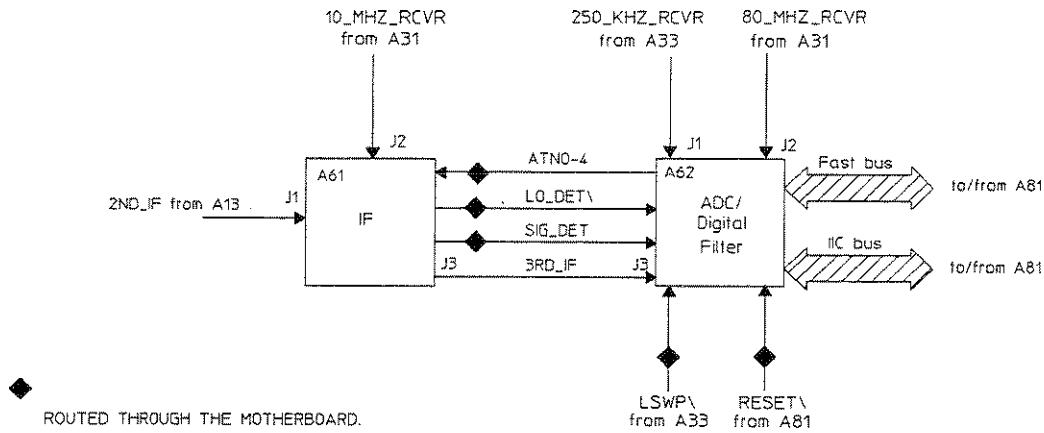 10_MHZ_RCVR
from A31
250_KHZ_RCVR
from A33
80_MHZ_RCVR
from A31
J2
J1
J2
A61
IF
J1
2ND_IF from A13
ATN0-4
LO_DET\
SIG_DET
J3
3RD_IF
J3
A62
ADC/
Digital
Filter
Fast bus
to/from A81
IIC bus
to/from A81
LSWP\
from A33
RESET\
from A81
ROUTED THROUGH THE MOTHERBOARD.